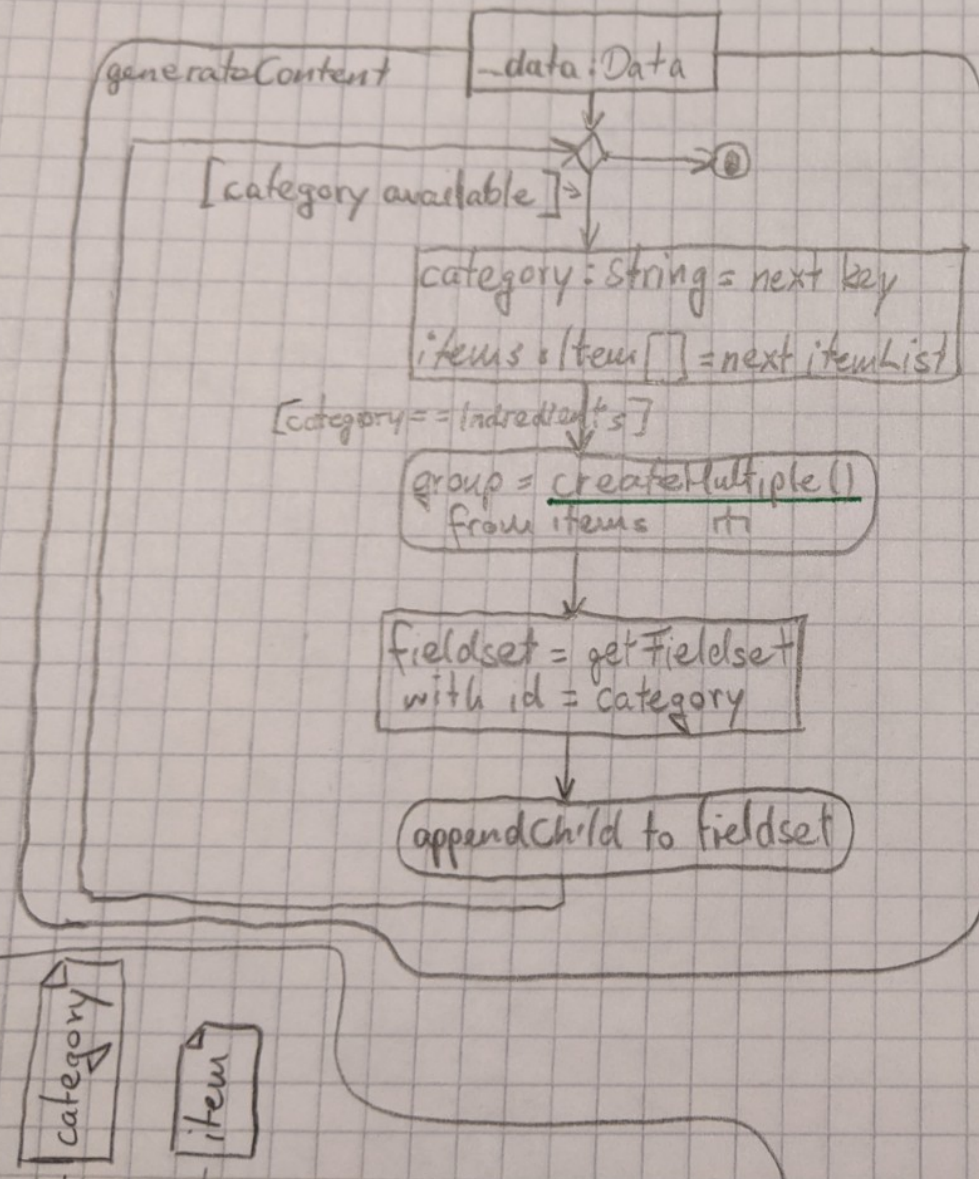 generateContent
_data:Data
[category available]
category: String = next key
items: Item[] = next itemList
[category == Indredients]
group = createMultiple()
from items
fieldset = getFieldset
with id = category
appendChild to fieldset
category
item